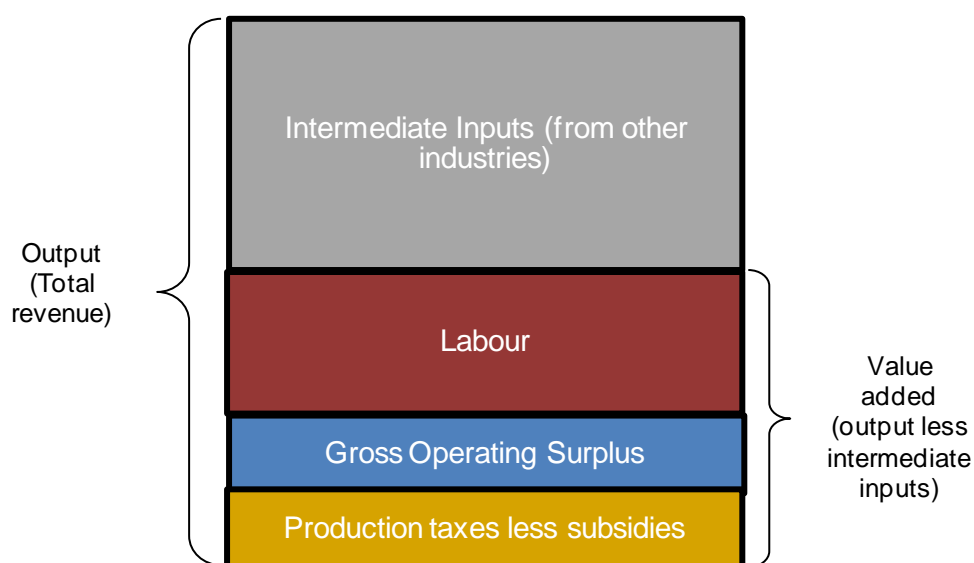 Intermediate Inputs (from other
industries)
Output
(Total
revenue)
Labour
Value
added
(output less
intermediate
inputs)
Gross Operating Surplus
Production taxes less subsidies